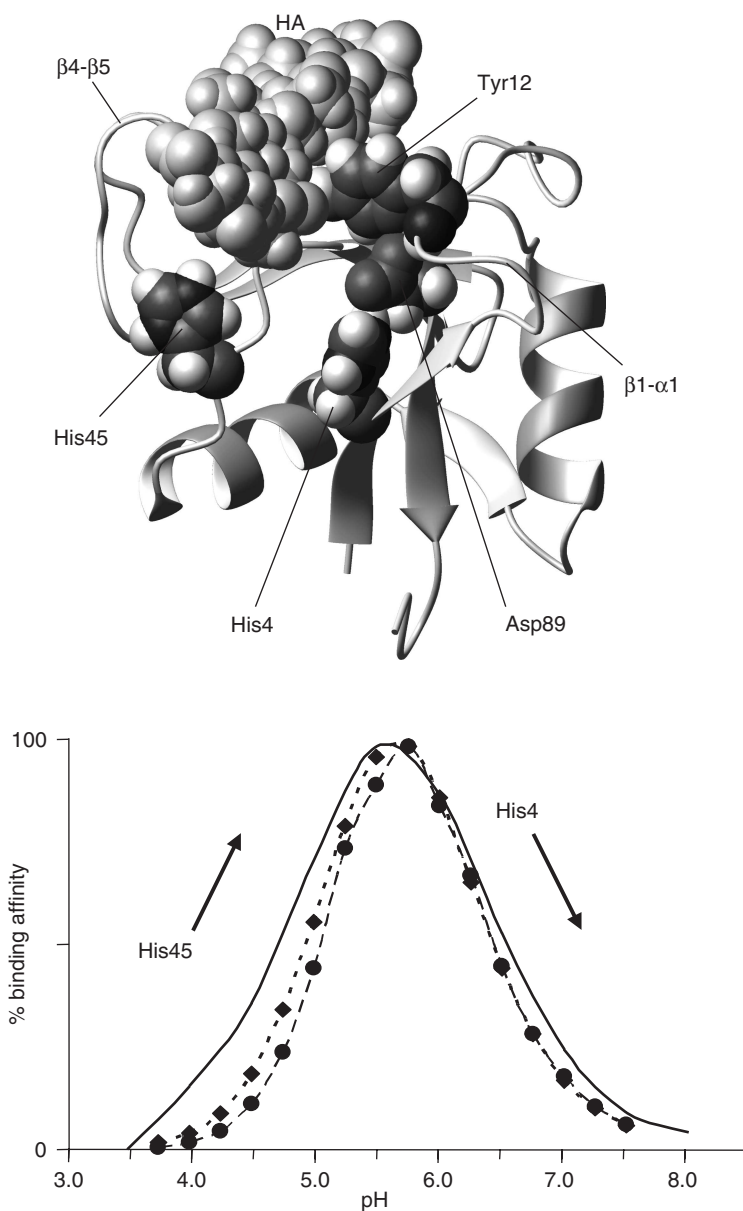 HA
β4-β5
Tyr12
β1-α1
His45
His4
Asp89
100
His4
% binding affinity
His45
0
3.0 4.0 5.0 6.0 7.0 8.0
pH